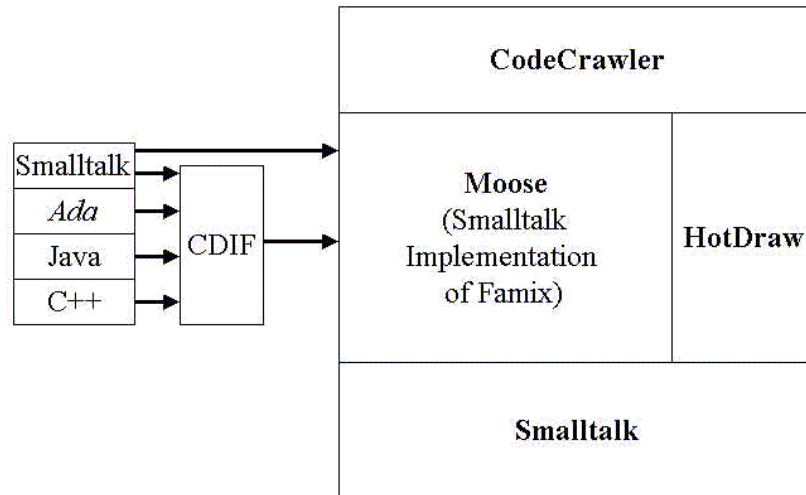 CodeCrawler
Smalltalk
Ada
Java
C++
CDIF
Moose
(Smalltalk
Implementation
of Famix)
HotDraw
Smalltalk